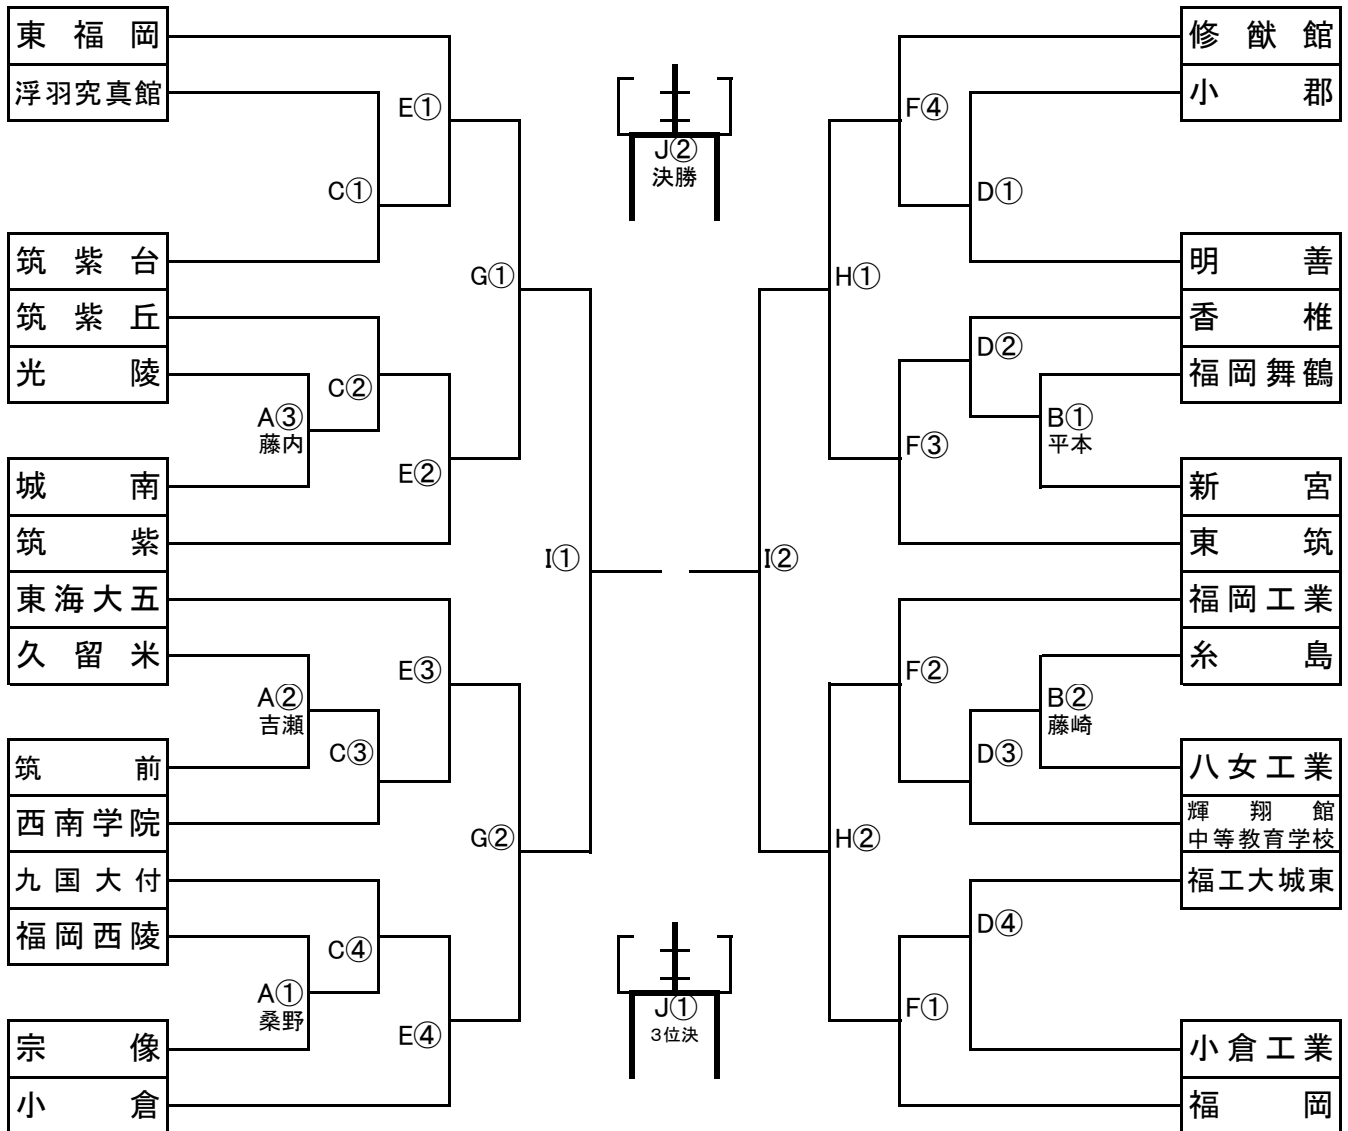 東福岡
浮羽究真館
筑紫台
筑紫丘
光陵
城南
筑紫
東海大五
久留米
筑前
西南学院
九国大付
福岡西陵
宗像
小倉
E①
C①
G①
C②
A③
藤内
E②
I①
E③
A②
吉瀬
C③
G②
C④
A①
桑野
E④
J②
決勝
J①
3位決
F④
D①
H①
D②
B①
平本
F③
I②
F②
B②
藤崎
D③
H②
D④
F①
修猷館
小郡
明善
香椎
福岡舞鶴
新宮
東筑
福岡工業
糸島
八女工業
輝翔館
中等教育学校
福工大城東
小倉工業
福岡